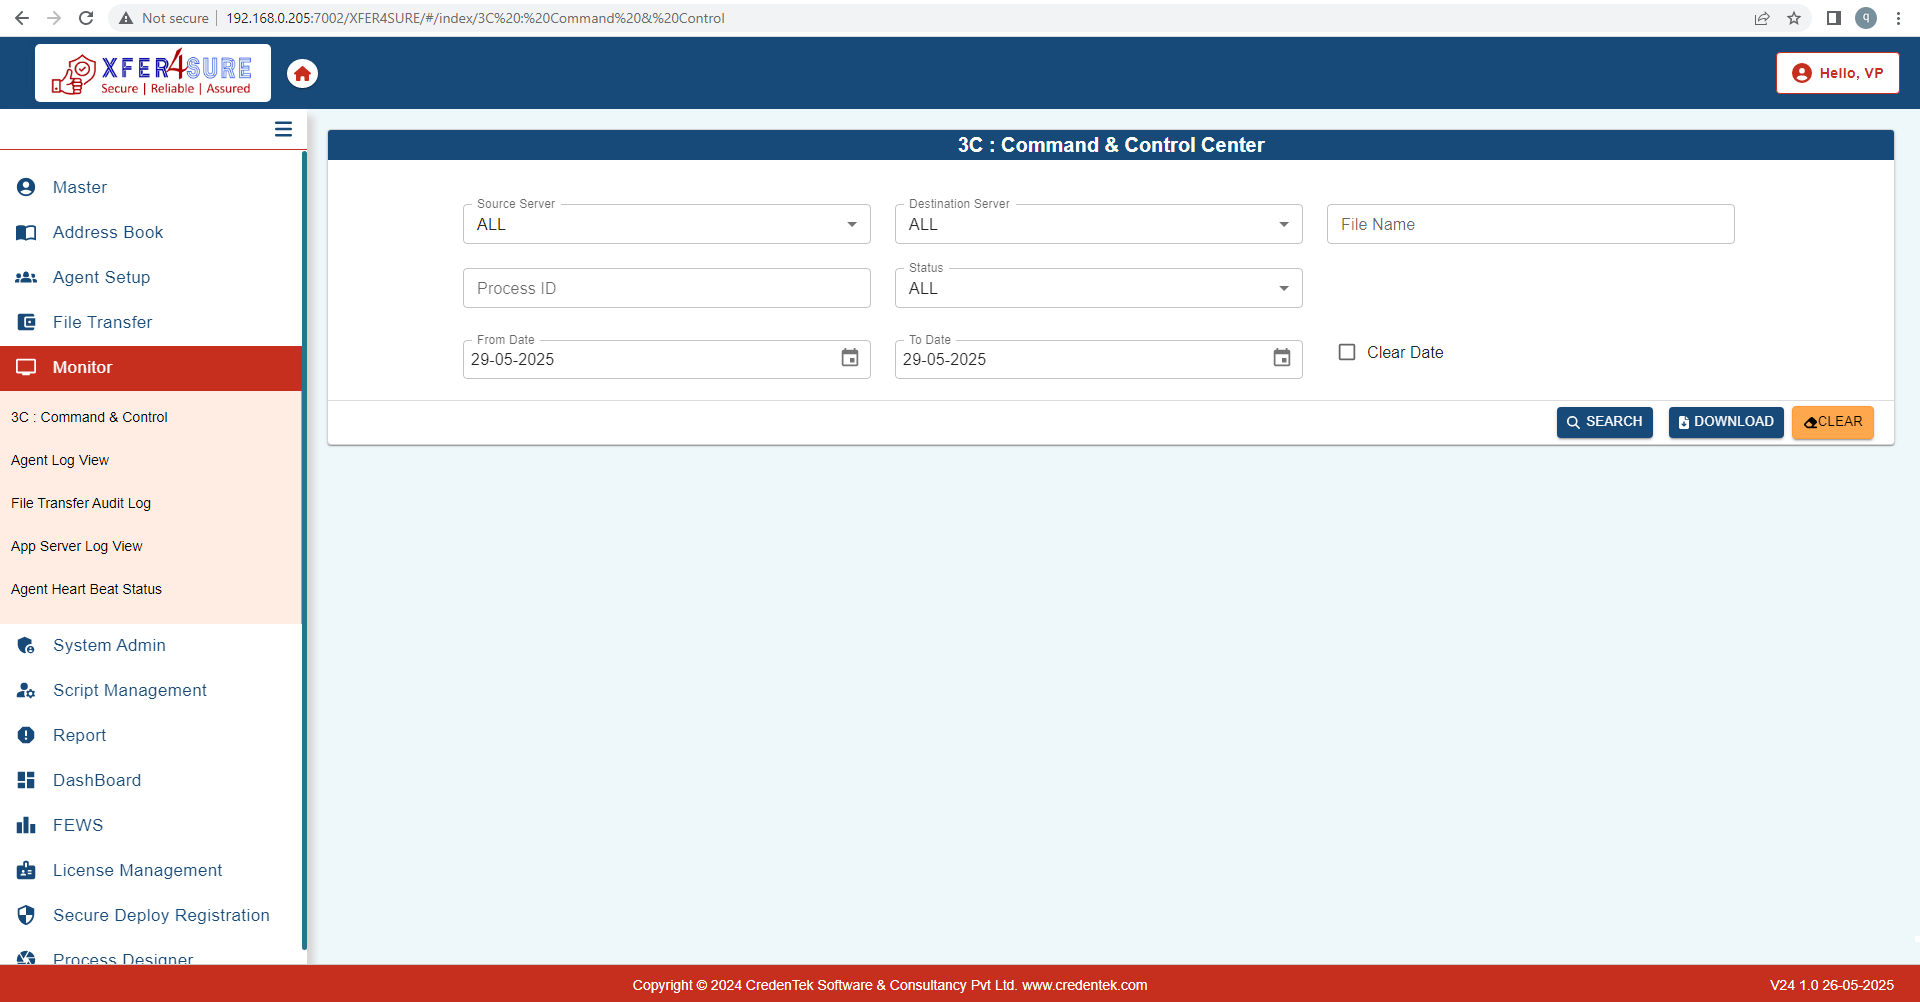 Not secure
192.168.0.205:7002/XFER4SURE/#/index/3C%20:%20Command%20&%20Control
q
XFER4SURE
Secure | Reliable | Assured
Hello, VP
3C : Command & Control Center
Master
Address Book
Agent Setup
File Transfer
Monitor
3C : Command & Control
Agent Log View
File Transfer Audit Log
App Server Log View
Agent Heart Beat Status
System Admin
Script Management
Report
DashBoard
FEWS
License Management
Secure Deploy Registration
Process Designer
Source Server
ALL
Destination Server
ALL
File Name
Process ID
Status
ALL
From Date
29-05-2025
To Date
29-05-2025
Clear Date
SEARCH
DOWNLOAD
CLEAR
Copyright © 2024 CredenTek Software & Consultancy Pvt Ltd. www.credentek.com
V24 1.0 26-05-2025